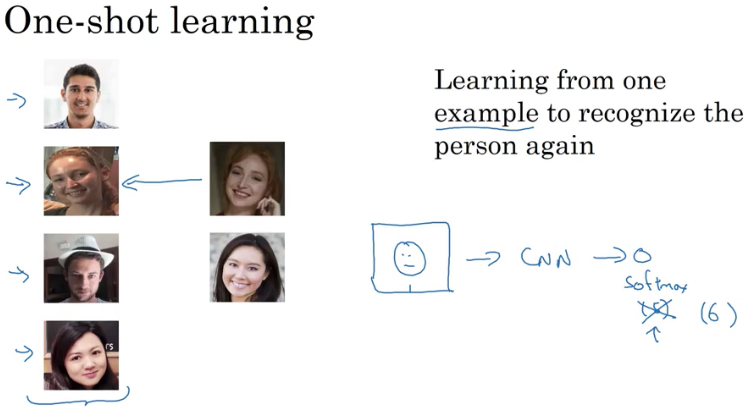 One-shot learning
Learning from one
example to recognize the
person again
CNN
softmax
(6)